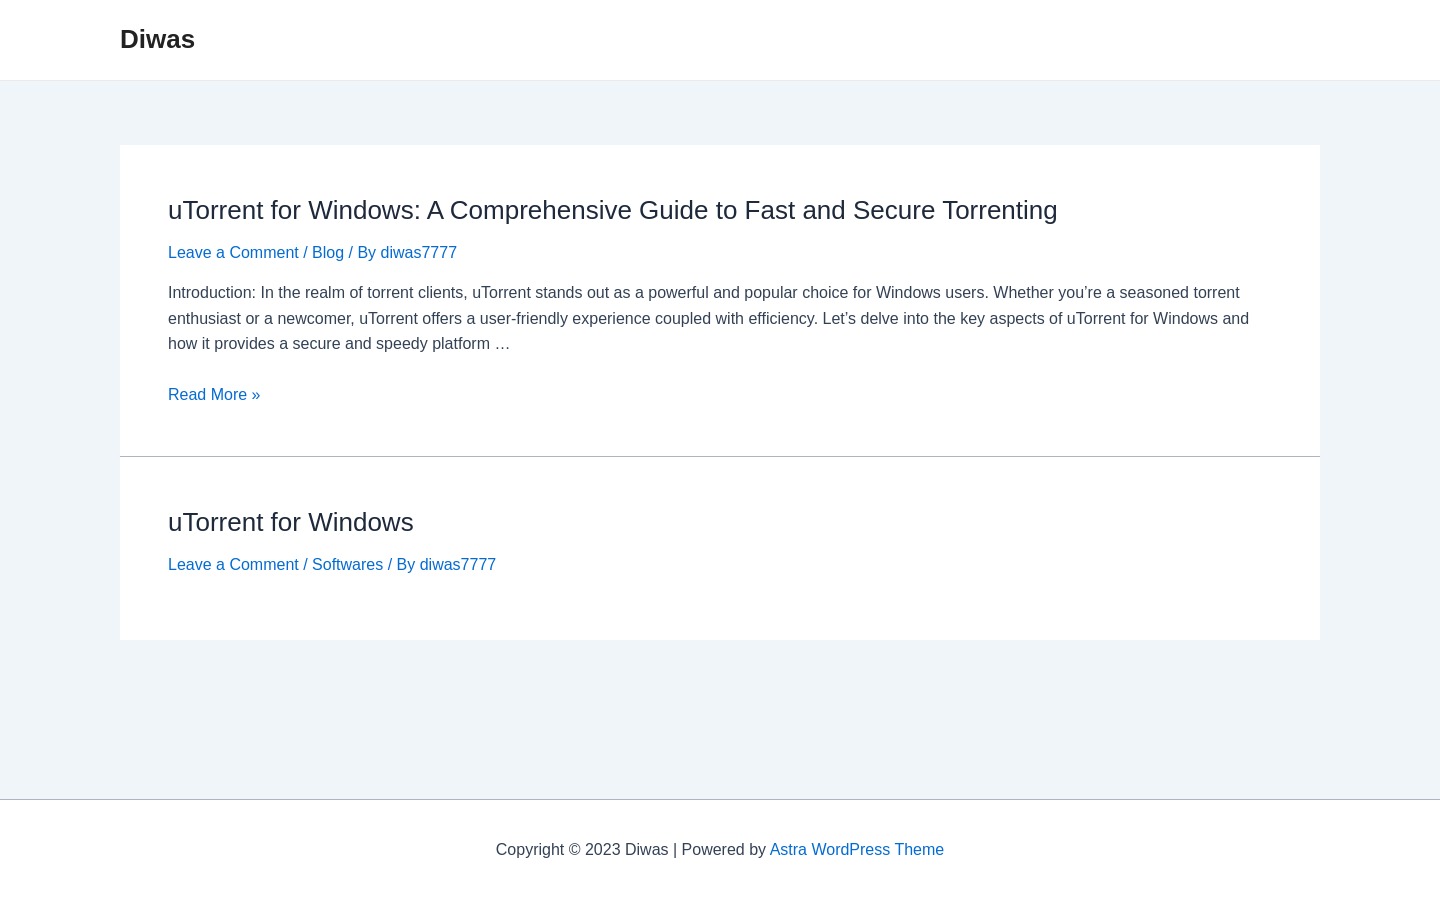 Diwas
uTorrent for Windows: A Comprehensive Guide to Fast and Secure Torrenting
Leave a Comment / Blog / By diwas7777
Introduction: In the realm of torrent clients, uTorrent stands out as a powerful and popular choice for Windows users. Whether you’re a seasoned torrent
enthusiast or a newcomer, uTorrent offers a user-friendly experience coupled with efficiency. Let’s delve into the key aspects of uTorrent for Windows and
how it provides a secure and speedy platform …
Read More »
uTorrent for Windows
Leave a Comment / Softwares / By diwas7777
Copyright © 2023 Diwas | Powered by Astra WordPress Theme